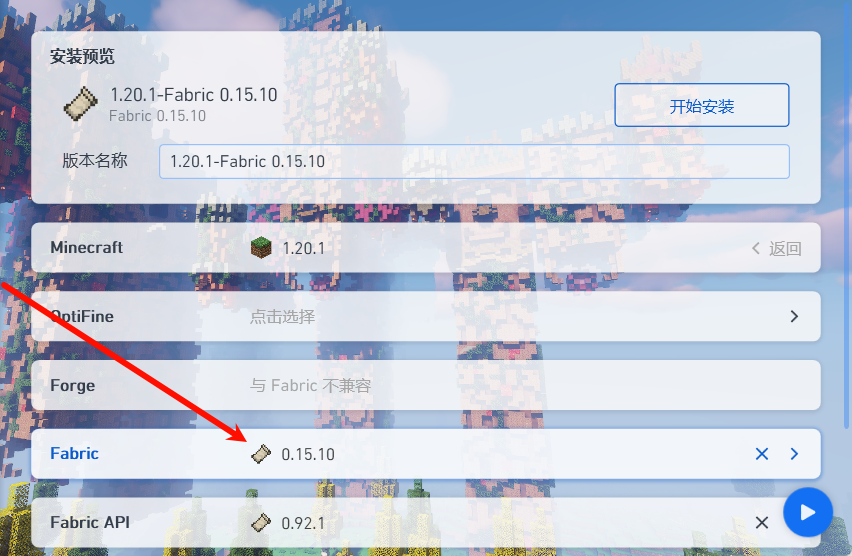 安装预览
1.20.1-Fabric 0.15.10
Fabric 0.15.10
开始安装
版本名称
1.20.1-Fabric 0.15.10
Minecraft
1.20.1
返回
OptiFine
点击选择
Forge
与 Fabric 不兼容
Fabric
0.15.10
Fabric API
0.92.1